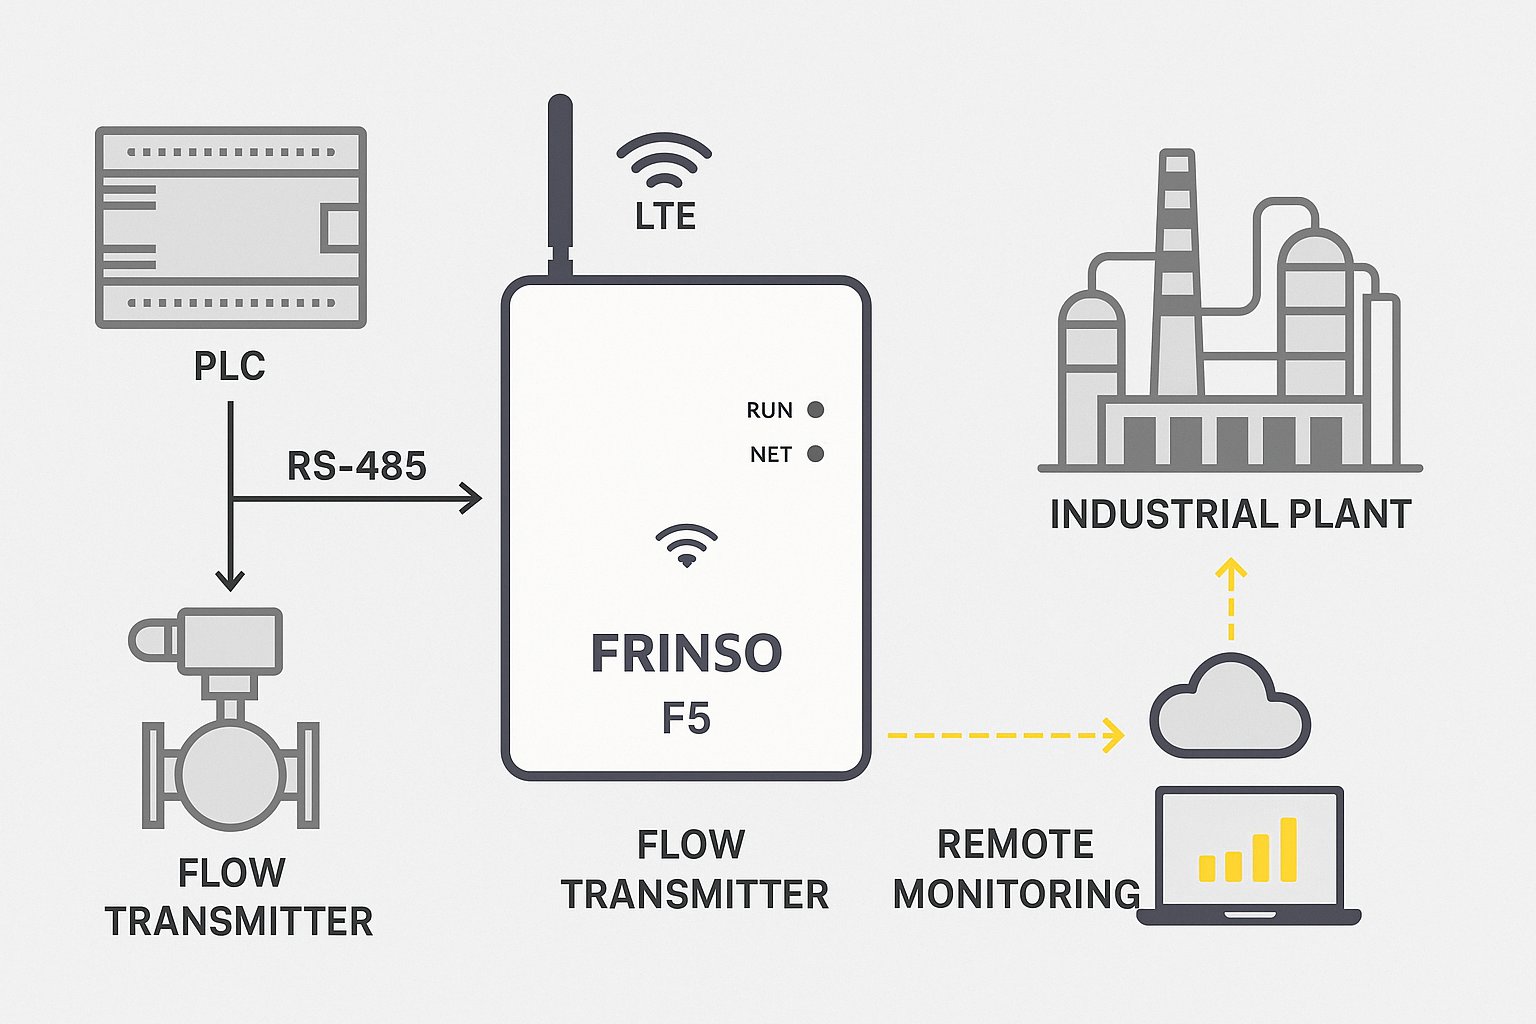 LTE
PLC
RS-485
RUN
NET
FRINSO
F5
INDUSTRIAL PLANT
FLOW
TRANSMITTER
FLOW
TRANSMITTER
REMOTE
MONITORING